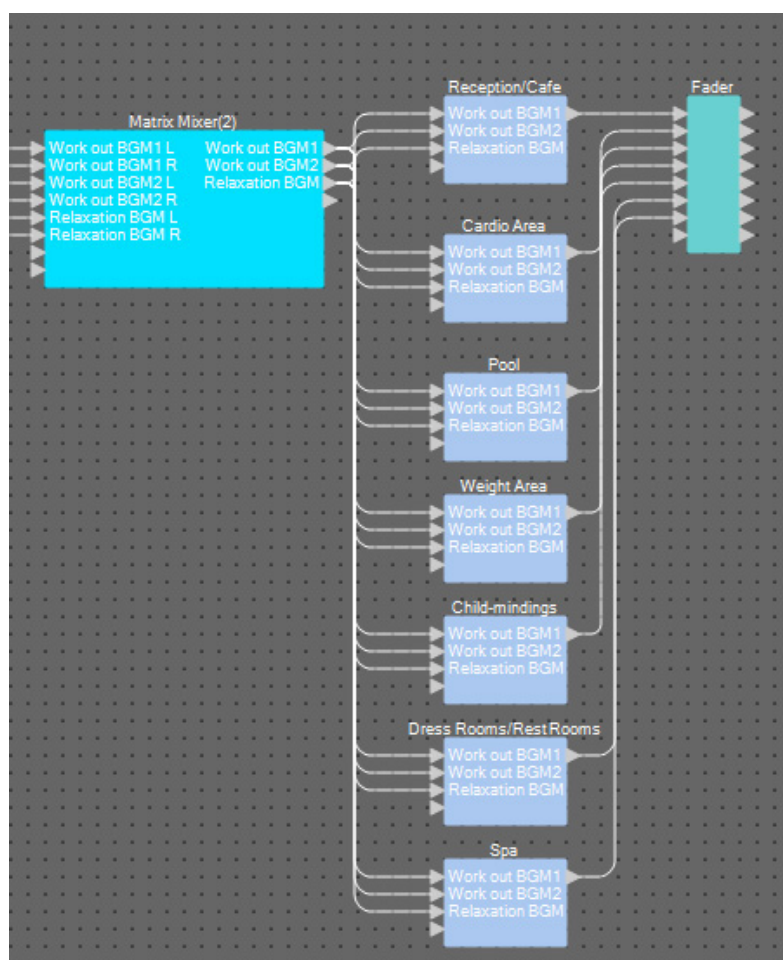 Reception/Cafe
Fader
Work out BGM1
Work out BGM2
Relaxation BGM
Matrix Mixer(2)
Work out BGM1 L Work out BGM1
Work out BGM1 R Work out BGM2
Work out BGM2 L Relaxation BGM
Work out BGM2 R
Relaxation BGM L
Relaxation BGM R
Cardio Area
Work out BGM1
Work out BGM2
Relaxation BGM
Pool
Work out BGM1
Work out BGM2
Relaxation BGM
Weight Area
Work out BGM1
Work out BGM2
Relaxation BGM
Child-mindings
Work out BGM1
Work out BGM2
Relaxation BGM
Dress Rooms/Rest Rooms
Work out BGM1
Work out BGM2
Relaxation BGM
Spa
Work out BGM1
Work out BGM2
Relaxation BGM